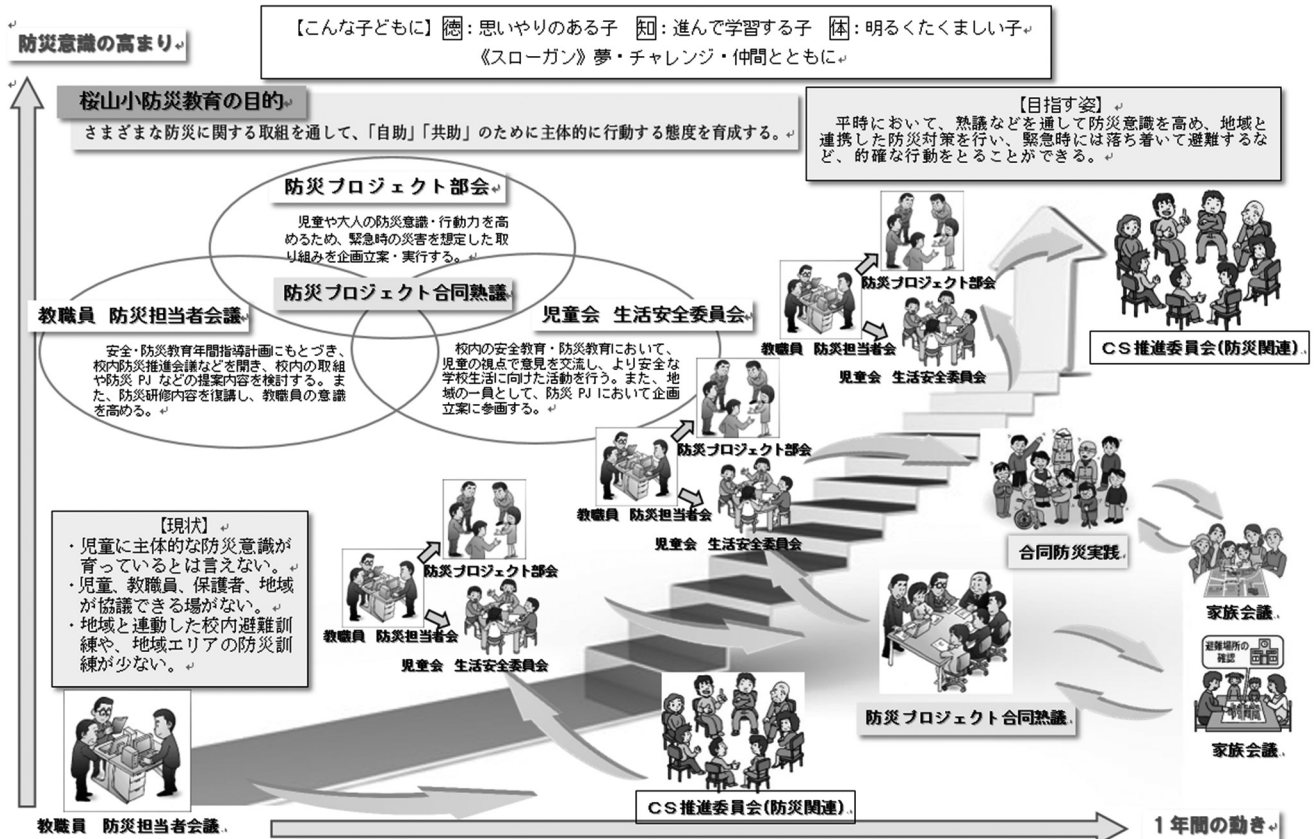 【こんな子どもに】徳：思いやりのある子　知：進んで学習する子　体：明るくたくましい子
《スローガン》夢・チャレンジ・仲間とともに
防災意識の高まり
桜山小防災教育の目的
さまざまな防災に関する取組を通して、「自助」「共助」のために主体的に行動する態度を育成する。
【目指す姿】
平時において、熟議などを通して防災意識を高め、地域と
連携した防災対策を行い、緊急時には落ち着いて避難するな
ど、的確な行動をとることができる。
防災プロジェクト部会
児童や大人の防災意識・行動力を高
めるため、緊急時の災害を想定した取
り組みを企画立案・実行する。
防災プロジェクト合同熟議
教職員　防災担当者会議
安全・防災教育年間指導計画にもとづき、
校内防災推進会議などを開き、校内の取組
や防災 PJ などの提案内容を検討する。ま
た、防災研修内容を復講し、教職員の意識
を高める。
児童会　生活安全委員会
校内の安全教育・防災教育において、
児童の視点で意見を交流し、より安全な
学校生活に向けた活動を行う。また、地
域の一員として、防災 PJ において企画
立案に参画する。
防災プロジェクト部会
教職員　防災担当者会
児童会　生活安全委員会
CS推進委員会(防災関連)
防災プロジェクト部会
教職員　防災担当者会
児童会　生活安全委員会
合同防災実践
家族会議
【現状】
・児童に主体的な防災意識が
育っているとは言えない。
・児童、教職員、保護者、地域
が協議できる場がない。
・地域と連動した校内避難訓
練や、地域エリアの防災訓
練が少ない。
防災プロジェクト部会
教職員　防災担当者会
児童会　生活安全委員会
避難場所の
確認
防災プロジェクト合同熟議
家族会議
CS推進委員会(防災関連)
教職員　防災担当者会議
１年間の動き